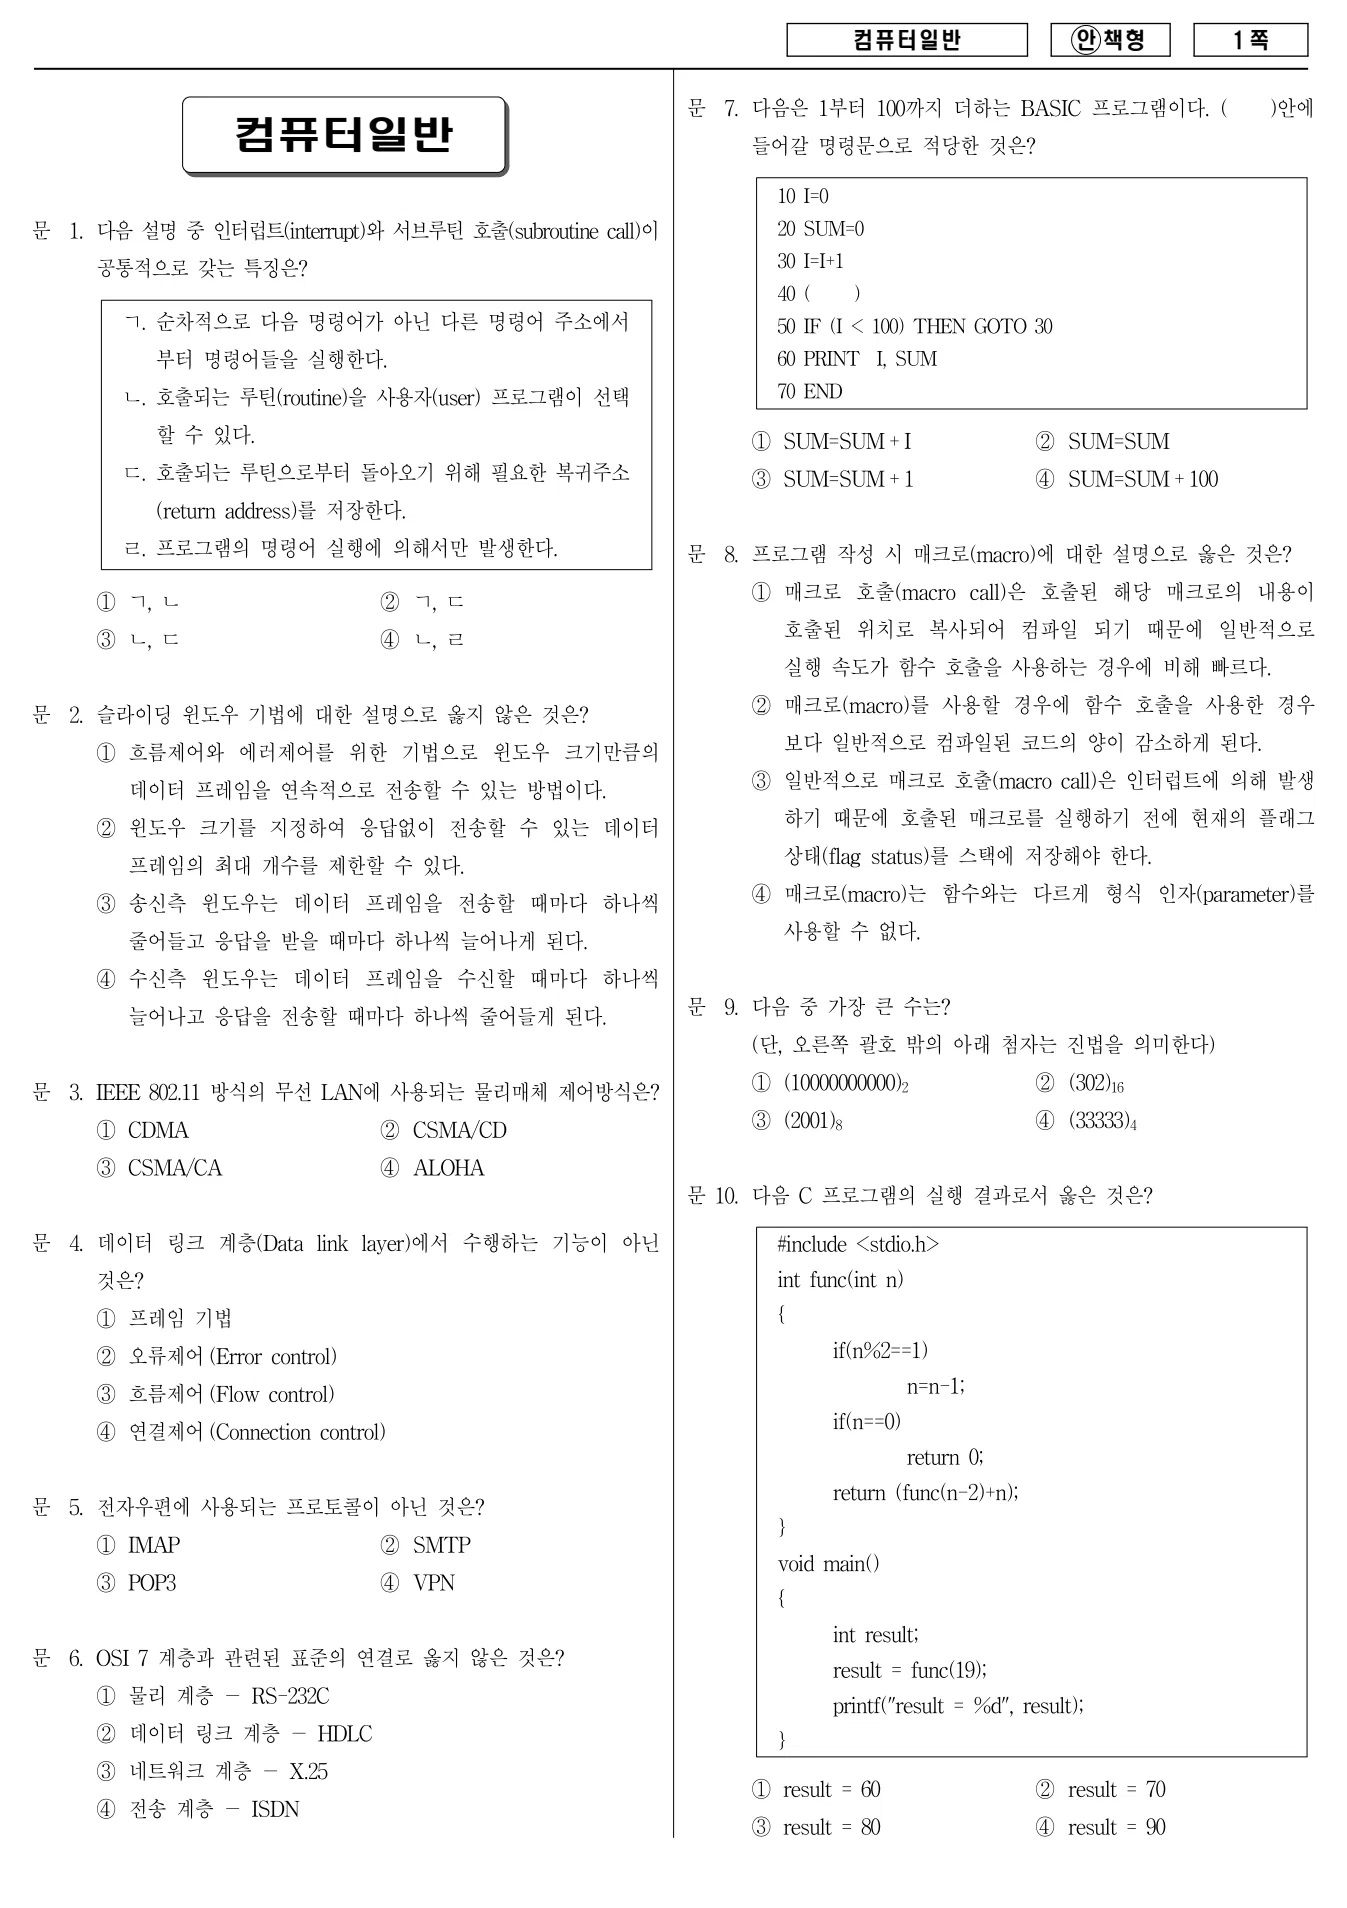 컴퓨터일반
안책형
1쪽
컴퓨터일반
문 1. 다음 설명 중 인터럽트(interrupt)와 서브루틴 호출(subroutine call)이
공통적으로 갖는 특징은?
ㄱ. 순차적으로 다음 명령어가 아닌 다른 명령어 주소에서
부터 명령어들을 실행한다.
ㄴ. 호출되는 루틴(routine)을 사용자(user) 프로그램이 선택
할 수 있다.
ㄷ. 호출되는 루틴으로부터 돌아오기 위해 필요한 복귀주소
(return address)를 저장한다.
ㄹ. 프로그램의 명령어 실행에 의해서만 발생한다.
① ㄱ, ㄴ ② ㄱ, ㄷ
③ ㄴ, ㄷ ④ ㄴ, ㄹ
문 2. 슬라이딩 윈도우 기법에 대한 설명으로 옳지 않은 것은?
① 흐름제어와 에러제어를 위한 기법으로 윈도우 크기만큼의
데이터 프레임을 연속적으로 전송할 수 있는 방법이다.
② 윈도우 크기를 지정하여 응답없이 전송할 수 있는 데이터
프레임의 최대 개수를 제한할 수 있다.
③ 송신측 윈도우는 데이터 프레임을 전송할 때마다 하나씩
줄어들고 응답을 받을 때마다 하나씩 늘어나게 된다.
④ 수신측 윈도우는 데이터 프레임을 수신할 때마다 하나씩
늘어나고 응답을 전송할 때마다 하나씩 줄어들게 된다.
문 3. IEEE 802.11 방식의 무선 LAN에 사용되는 물리매체 제어방식은?
① CDMA ② CSMA/CD
③ CSMA/CA ④ ALOHA
문 4. 데이터 링크 계층(Data link layer)에서 수행하는 기능이 아닌
것은?
① 프레임 기법
② 오류제어(Error control)
③ 흐름제어(Flow control)
④ 연결제어(Connection control)
문 5. 전자우편에 사용되는 프로토콜이 아닌 것은?
① IMAP ② SMTP
③ POP3 ④ VPN
문 6. OSI 7 계층과 관련된 표준의 연결로 옳지 않은 것은?
① 물리 계층 － RS-232C
② 데이터 링크 계층 － HDLC
③ 네트워크 계층 － X.25
④ 전송 계층 － ISDN
문 7. 다음은 1부터 100까지 더하는 BASIC 프로그램이다. (    )안에
들어갈 명령문으로 적당한 것은?
10 I=0
20 SUM=0
30 I=I+1
40 (    )
50 IF (I < 100) THEN GOTO 30
60 PRINT  I, SUM
70 END
① SUM=SUM + I ② SUM=SUM
③ SUM=SUM + 1 ④ SUM=SUM + 100
문 8. 프로그램 작성 시 매크로(macro)에 대한 설명으로 옳은 것은?
① 매크로 호출(macro call)은 호출된 해당 매크로의 내용이
호출된 위치로 복사되어 컴파일 되기 때문에 일반적으로
실행 속도가 함수 호출을 사용하는 경우에 비해 빠르다.
② 매크로(macro)를 사용할 경우에 함수 호출을 사용한 경우
보다 일반적으로 컴파일된 코드의 양이 감소하게 된다.
③ 일반적으로 매크로 호출(macro call)은 인터럽트에 의해 발생
하기 때문에 호출된 매크로를 실행하기 전에 현재의 플래그
상태(flag status)를 스택에 저장해야 한다.
④ 매크로(macro)는 함수와는 다르게 형식 인자(parameter)를
사용할 수 없다.
문 9. 다음 중 가장 큰 수는?
(단, 오른쪽 괄호 밖의 아래 첨자는 진법을 의미한다)
① (10000000000)₂ ② (302)₁₆
③ (2001)₈ ④ (33333)₄
문 10. 다음 C 프로그램의 실행 결과로서 옳은 것은?
#include <stdio.h>
int func(int n)
{
if(n%2==1)
n=n-1;
if(n==0)
return 0;
return (func(n-2)+n);
}
void main()
{
int result;
result = func(19);
printf("result = %d", result);
}
① result = 60 ② result = 70
③ result = 80 ④ result = 90